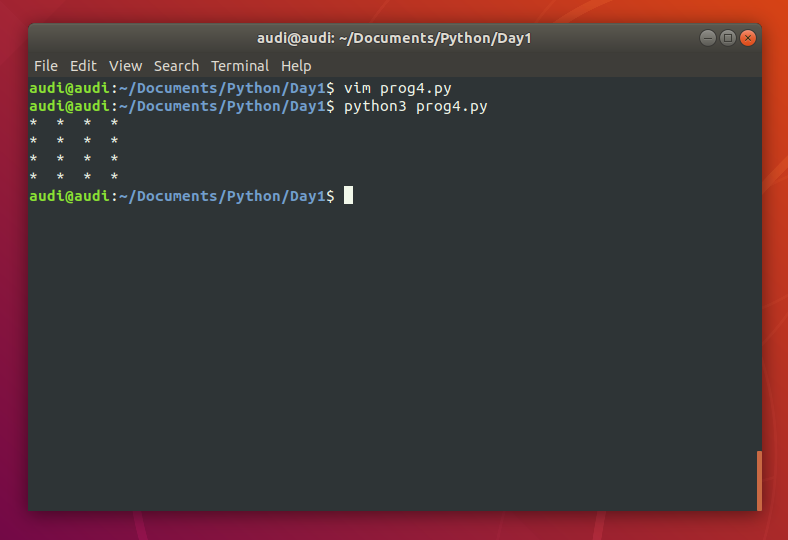 audi@audi: ~/Documents/Python/Day1
File Edit View Search Terminal Help
audi@audi:~/Documents/Python/Day1$ vim prog4.py
audi@audi:~/Documents/Python/Day1$ python3 prog4.py
*  *  *  *
*  *  *  *
*  *  *  *
*  *  *  *
audi@audi:~/Documents/Python/Day1$